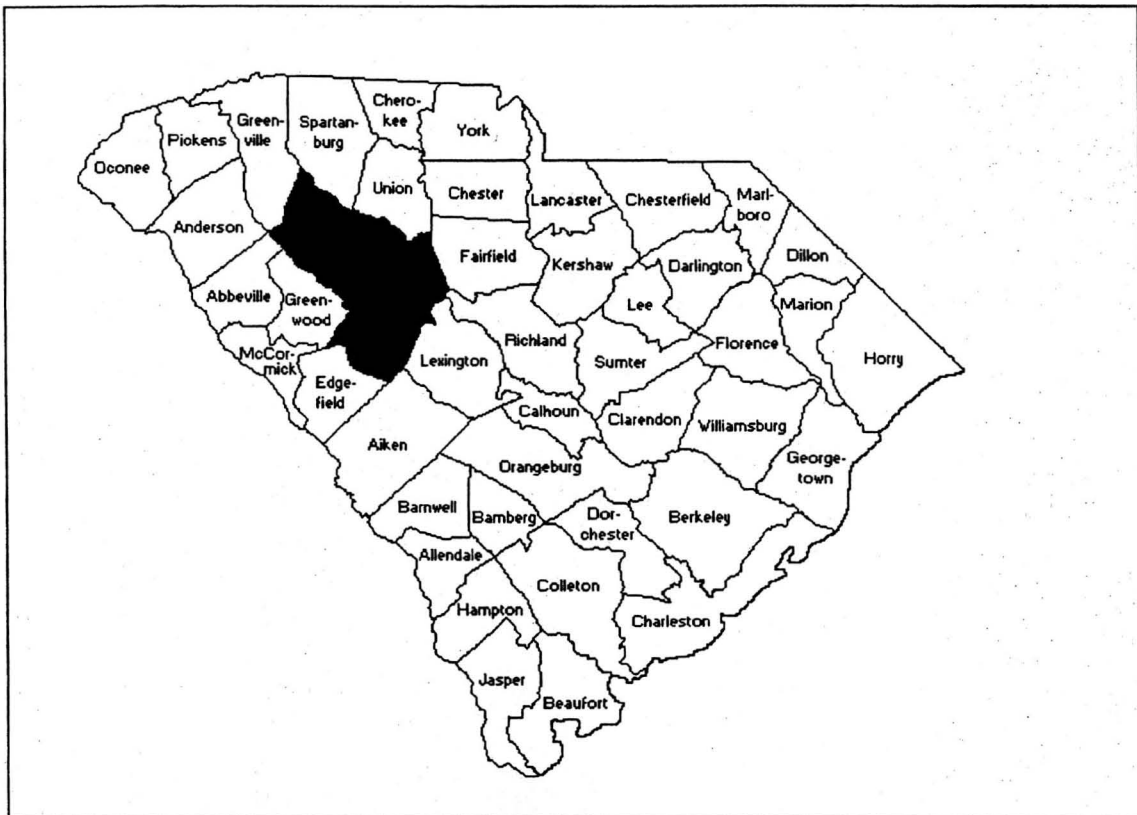 Chero-
kee
Green-
ville
Spartan-
burg
York
Pickens
Oconee
Union
Chester
Lancaster
Chesterfield
Marl-
boro
Anderson
Fairfield
Kershaw
Darlington
Dillon
Abbeville
Green-
wood
Lee
Marion
McCor-
mick
Lexington
Richland
Sumter
Florence
Horry
Edge-
field
Calhoun
Clarendon
Williamsburg
Aiken
Orangeburg
George-
town
Barnwell
Bamberg
Dor-
chester
Berkeley
Allendale
Colleton
Hampton
Charleston
Jasper
Beaufort